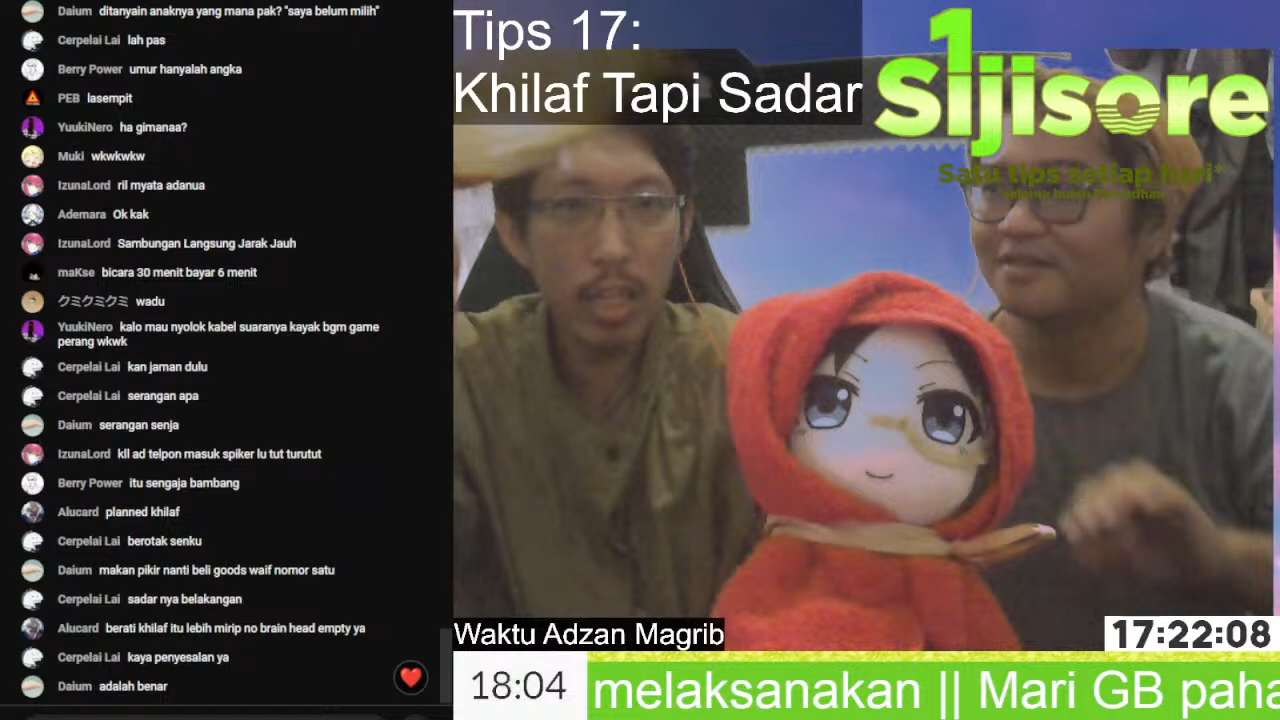 Daium ditanyain anaknya yang mana pak? "saya belum milih"
Cerpelai Lai lah pas
Berry Power umur hanyalah angka
PEB lasempit
YuukiNero ha gimanaa?
Muki wkwkwkw
IzunaLord ril myata adanua
Ademara Ok kak
IzunaLord Sambungan Langsung Jarak Jauh
maKse bicara 30 menit bayar 6 menit
クミクミクミ wadu
YuukiNero kalo mau nyolok kabel suaranya kayak bgm game
perang wkwk
Cerpelai Lai kan jaman dulu
Cerpelai Lai serangan apa
Daium serangan senja
IzunaLord kll ad telpon masuk spiker lu tut turutut
Berry Power itu sengaja bambang
Alucard planned khilaf
Cerpelai Lai berotak senku
Daium makan pikir nanti beli goods waif nomor satu
Cerpelai Lai sadar nya belakangan
Alucard berati khilaf itu lebih mirip no brain head empty ya
Cerpelai Lai kaya penyesalan ya
Daium adalah benar
Tips 17:
Khilaf Tapi Sadar
1
Sijisore
Satu tips setiap hari*
*selama bulan Ramadhan
Waktu Adzan Magrib
17:22:08
18:04
melaksanakan || Mari GB paha